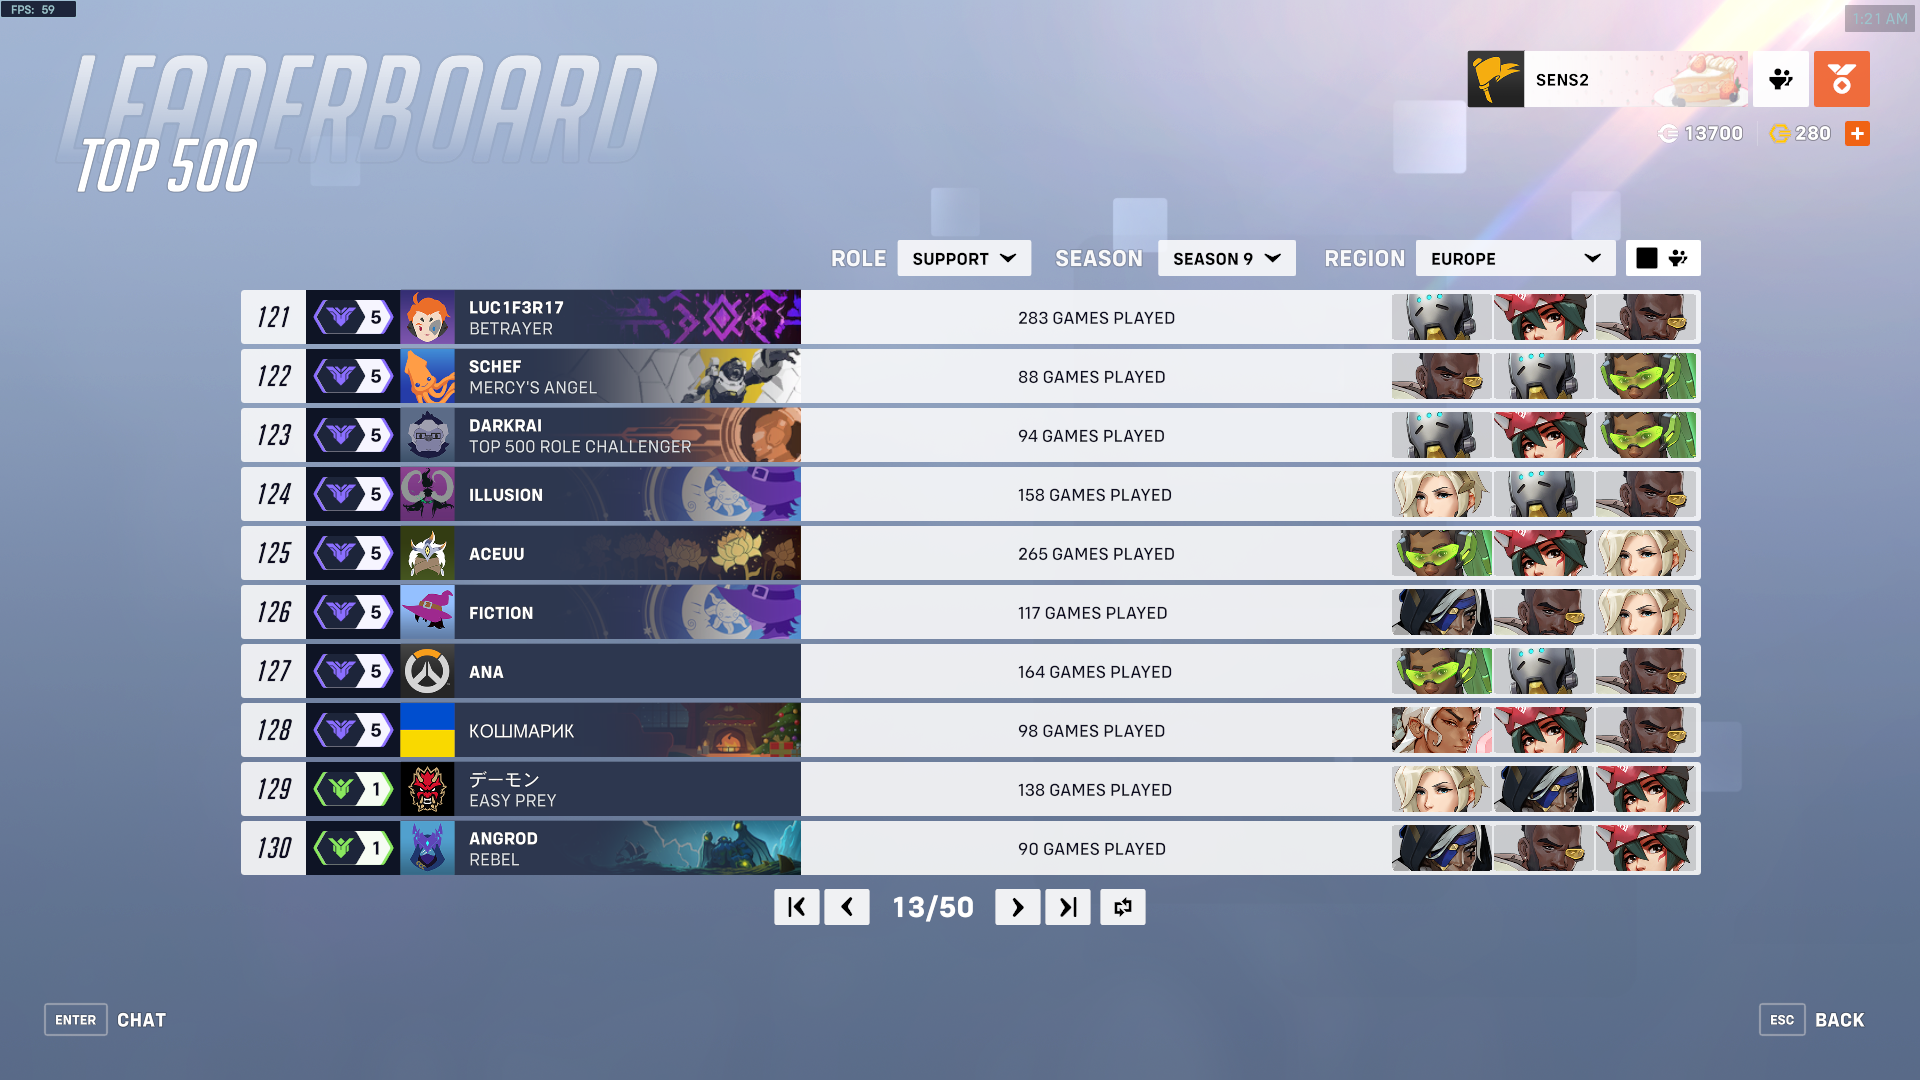 FPS: 59
1:21 AM
LEADERBOARD
TOP 500
SENS2
13700
280
ROLE SUPPORT SEASON SEASON 9 REGION EUROPE
121 5 LUC1F3R17
BETRAYER
283 GAMES PLAYED
122 5 SCHEF
MERCY'S ANGEL
88 GAMES PLAYED
123 5 DARKRAI
TOP 500 ROLE CHALLENGER
94 GAMES PLAYED
124 5 ILLUSION 158 GAMES PLAYED
125 5 ACEUU 265 GAMES PLAYED
126 5 FICTION 117 GAMES PLAYED
127 5 ANA 164 GAMES PLAYED
128 5 КОШМАРИК 98 GAMES PLAYED
129 1 デーモン
EASY PREY
138 GAMES PLAYED
130 1 ANGROD
REBEL
90 GAMES PLAYED
13/50
ENTER CHAT
ESC BACK